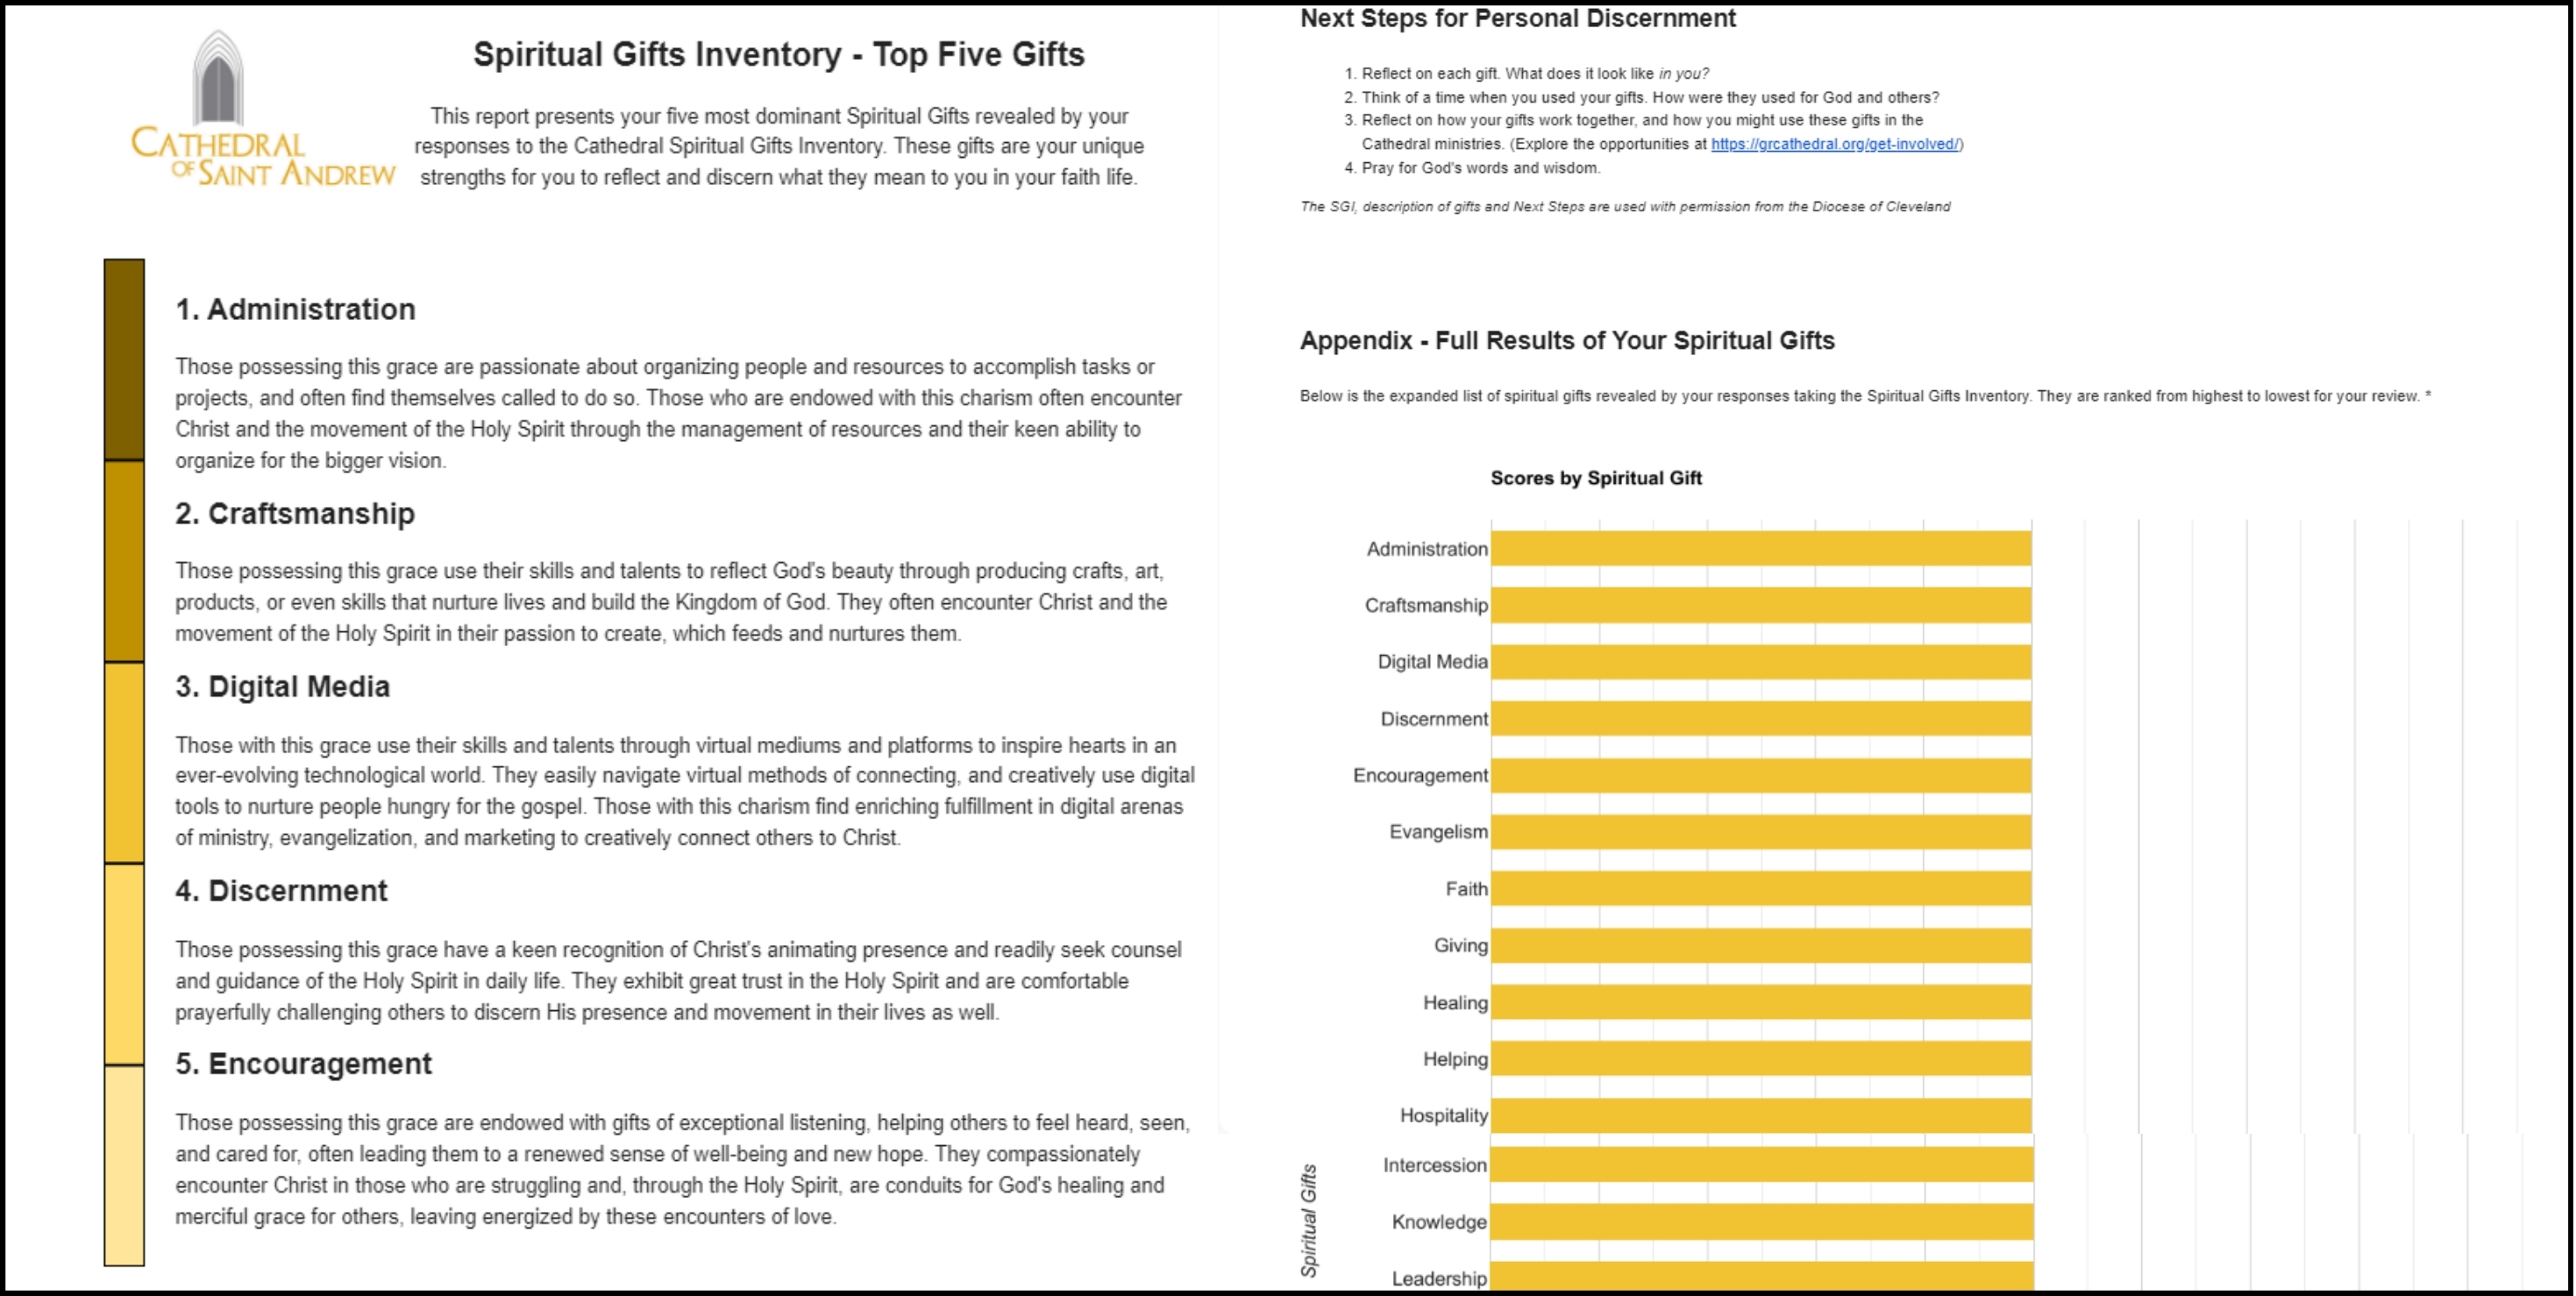 CATHEDRAL
OF SAINT ANDREW
Spiritual Gifts Inventory - Top Five Gifts
This report presents your five most dominant Spiritual Gifts revealed by your
responses to the Cathedral Spiritual Gifts Inventory. These gifts are your unique
strengths for you to reflect and discern what they mean to you in your faith life.
1. Administration
Those possessing this grace are passionate about organizing people and resources to accomplish tasks or
projects, and often find themselves called to do so. Those who are endowed with this charism often encounter
Christ and the movement of the Holy Spirit through the management of resources and their keen ability to
organize for the bigger vision.
2. Craftsmanship
Those possessing this grace use their skills and talents to reflect God's beauty through producing crafts, art,
products, or even skills that nurture lives and build the Kingdom of God. They often encounter Christ and the
movement of the Holy Spirit in their passion to create, which feeds and nurtures them.
3. Digital Media
Those with this grace use their skills and talents through virtual mediums and platforms to inspire hearts in an
ever-evolving technological world. They easily navigate virtual methods of connecting, and creatively use digital
tools to nurture people hungry for the gospel. Those with this charism find enriching fulfillment in digital arenas
of ministry, evangelization, and marketing to creatively connect others to Christ.
4. Discernment
Those possessing this grace have a keen recognition of Christ's animating presence and readily seek counsel
and guidance of the Holy Spirit in daily life. They exhibit great trust in the Holy Spirit and are comfortable
prayerfully challenging others to discern His presence and movement in their lives as well.
5. Encouragement
Those possessing this grace are endowed with gifts of exceptional listening, helping others to feel heard, seen,
and cared for, often leading them to a renewed sense of well-being and new hope. They compassionately
encounter Christ in those who are struggling and, through the Holy Spirit, are conduits for God's healing and
merciful grace for others, leaving energized by these encounters of love.
Next Steps for Personal Discernment
1. Reflect on each gift. What does it look like in you?
2. Think of a time when you used your gifts. How were they used for God and others?
3. Reflect on how your gifts work together, and how you might use these gifts in the
Cathedral ministries. (Explore the opportunities at https://grcathedral.org/get-involved/)
4. Pray for God's words and wisdom.
The SGI, description of gifts and Next Steps are used with permission from the Diocese of Cleveland
Appendix - Full Results of Your Spiritual Gifts
Below is the expanded list of spiritual gifts revealed by your responses taking the Spiritual Gifts Inventory. They are ranked from highest to lowest for your review. *
Scores by Spiritual Gift
Administration
Craftsmanship
Digital Media
Discernment
Encouragement
Evangelism
Faith
Giving
Healing
Helping
Hospitality
Intercession
Knowledge
Leadership
Spiritual Gifts